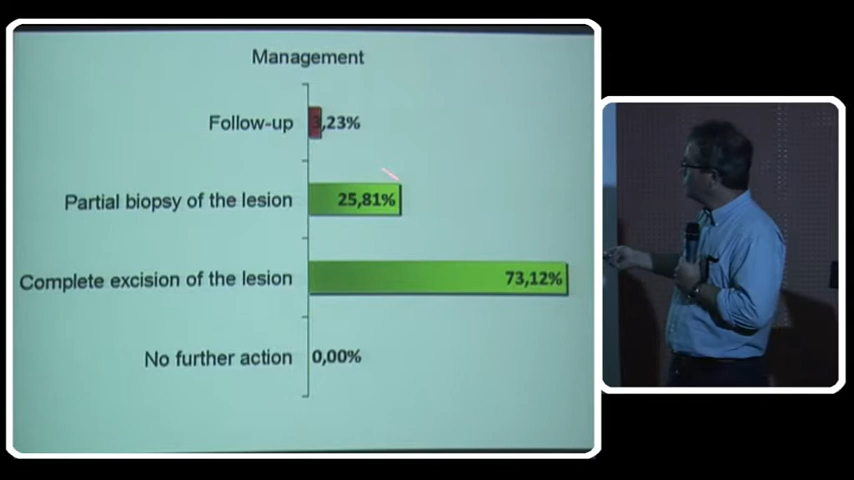 Management
Follow-up 3,23%
Partial biopsy of the lesion 25,81%
Complete excision of the lesion 73,12%
No further action 0,00%